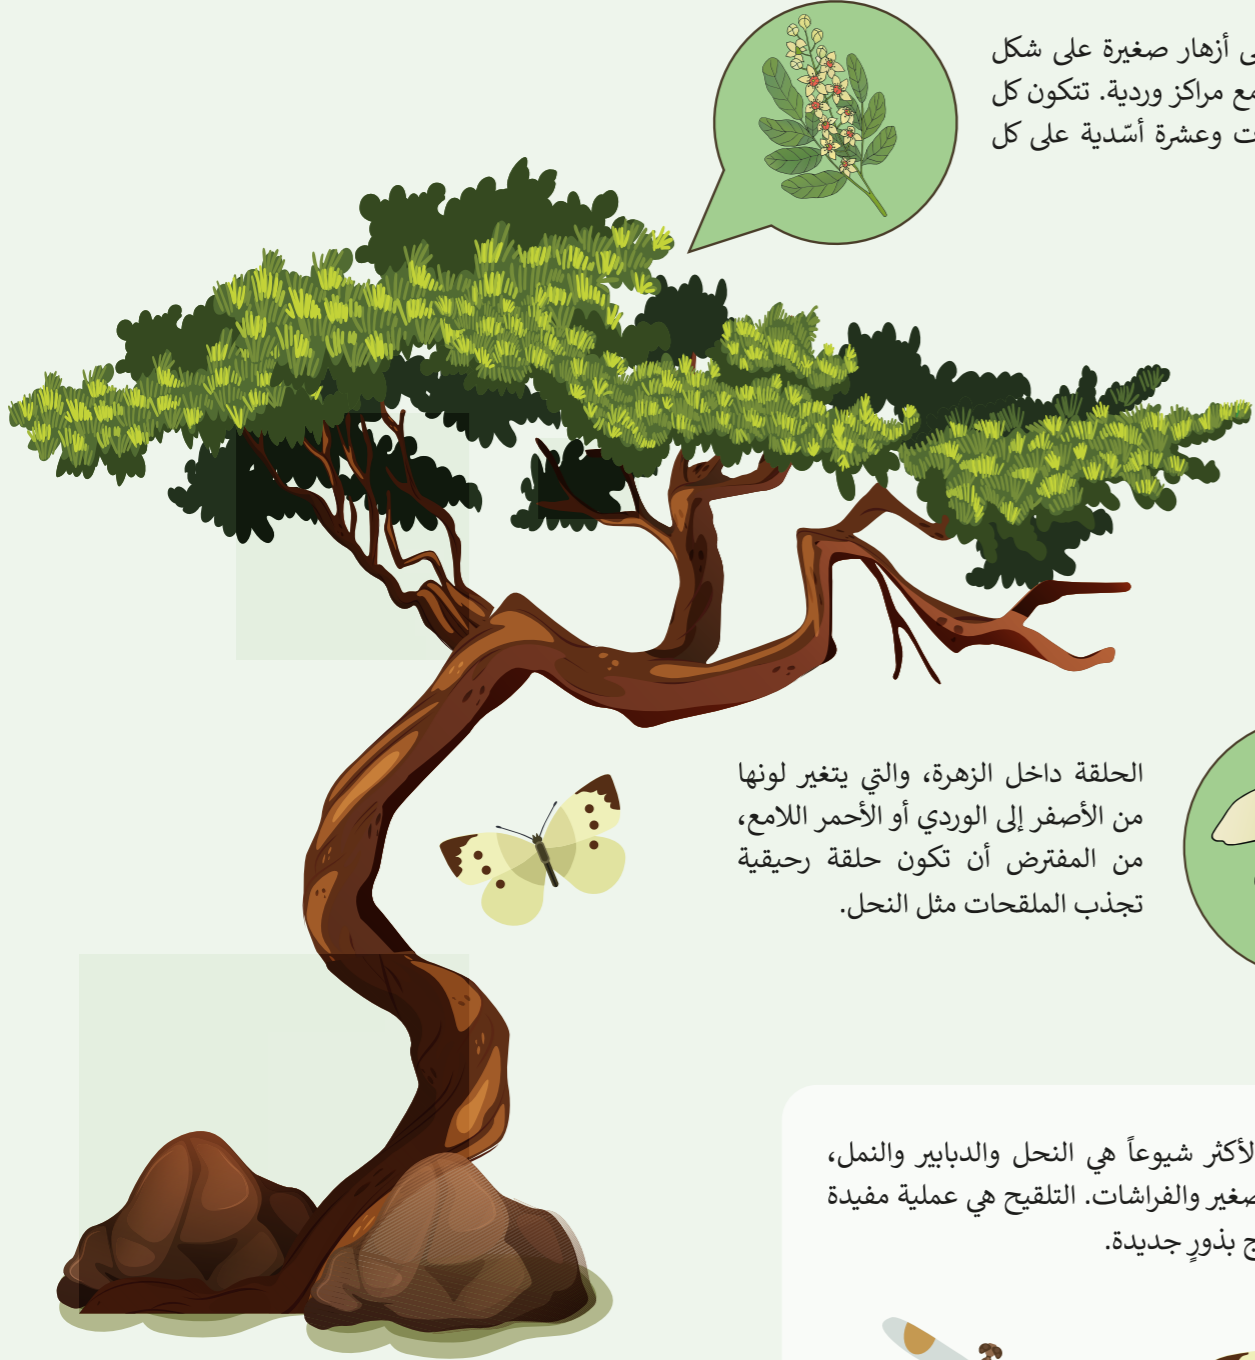 أزهار صغيرة على شكل
مع مراكز وردية. تتكون كل
وعشرة أسّدية على كل
الحلقة داخل الزهرة، والتي يتغير لونها
من الأصفر إلى الوردي أو الأحمر اللامع،
من المفترض أن تكون حلقة رحيقية
تجذب الملقحات مثل النحل.
لأكثر شيوعاً هي النحل والدبابير والنمل،
والفراشات. التلقيح هي عملية مفيدة
بذورٍ جديدة.